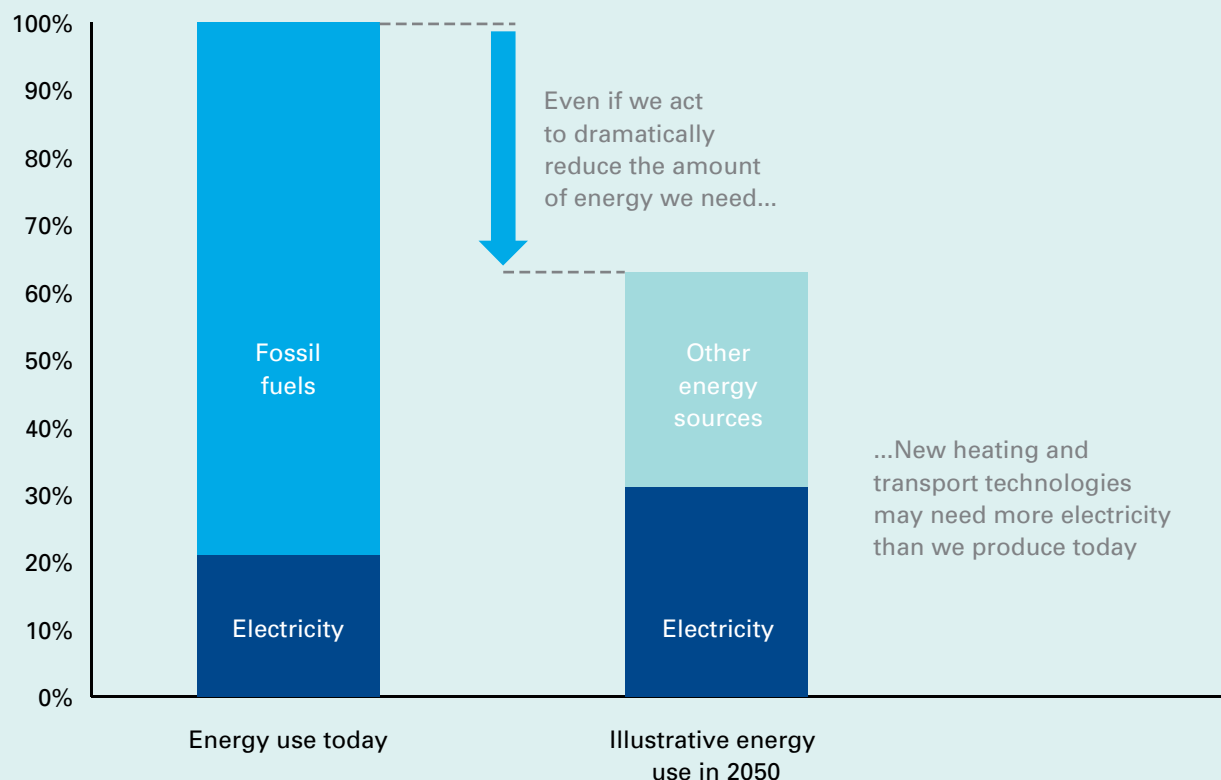 100%
90%
80%
70%
60%
50%
40%
30%
20%
10%
0%
Even if we act
to dramatically
reduce the amount
of energy we need...
Fossil
fuels
Other
energy
sources
...New heating and
transport technologies
may need more electricity
than we produce today
Electricity
Electricity
Energy use today
Illustrative energy
use in 2050